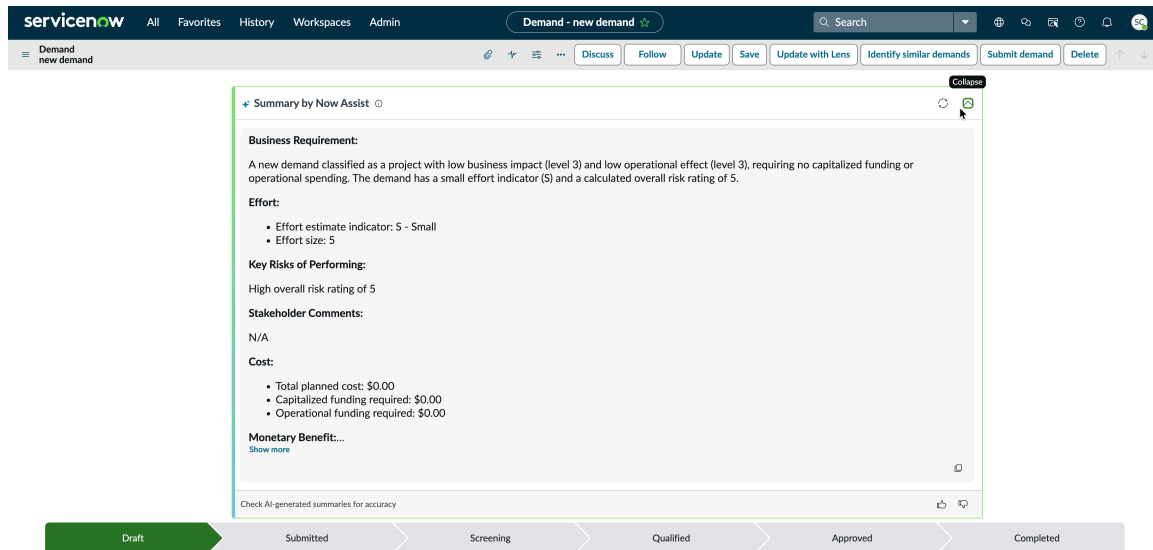 servicenow All Favorites History Workspaces Admin Demand - new demand Search SC
Demand
new demand
Discuss Follow Update Save Update with Lens Identify similar demands Submit demand Delete
Collapse
Summary by Now Assist
Business Requirement:
A new demand classified as a project with low business impact (level 3) and low operational effect (level 3), requiring no capitalized funding or
operational spending. The demand has a small effort indicator (S) and a calculated overall risk rating of 5.
Effort:
• Effort estimate indicator: S - Small
• Effort size: 5
Key Risks of Performing:
High overall risk rating of 5
Stakeholder Comments:
N/A
Cost:
• Total planned cost: $0.00
• Capitalized funding required: $0.00
• Operational funding required: $0.00
Monetary Benefit:...
Show more
Check AI-generated summaries for accuracy
Draft Submitted Screening Qualified Approved Completed